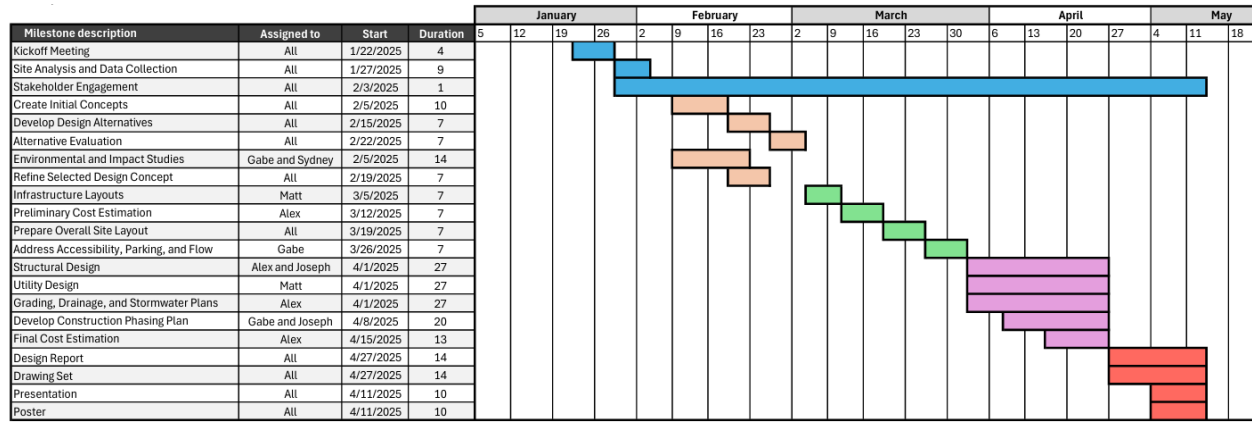 January February March April May
Milestone description Assigned to Start Duration 5 12 19 26 2 9 16 23 2 9 16 23 30 6 13 20 27 4 11 18
Kickoff Meeting All 1/22/2025 4
Site Analysis and Data Collection All 1/27/2025 9
Stakeholder Engagement All 2/3/2025 1
Create Initial Concepts All 2/5/2025 10
Develop Design Alternatives All 2/15/2025 7
Alternative Evaluation All 2/22/2025 7
Environmental and Impact Studies Gabe and Sydney 2/5/2025 14
Refine Selected Design Concept All 2/19/2025 7
Infrastructure Layouts Matt 3/5/2025 7
Preliminary Cost Estimation Alex 3/12/2025 7
Prepare Overall Site Layout All 3/19/2025 7
Address Accessibility, Parking, and Flow Gabe 3/26/2025 7
Structural Design Alex and Joseph 4/1/2025 27
Utility Design Matt 4/1/2025 27
Grading, Drainage, and Stormwater Plans Alex 4/1/2025 27
Develop Construction Phasing Plan Gabe and Joseph 4/8/2025 20
Final Cost Estimation Alex 4/15/2025 13
Design Report All 4/27/2025 14
Drawing Set All 4/27/2025 14
Presentation All 4/11/2025 10
Poster All 4/11/2025 10